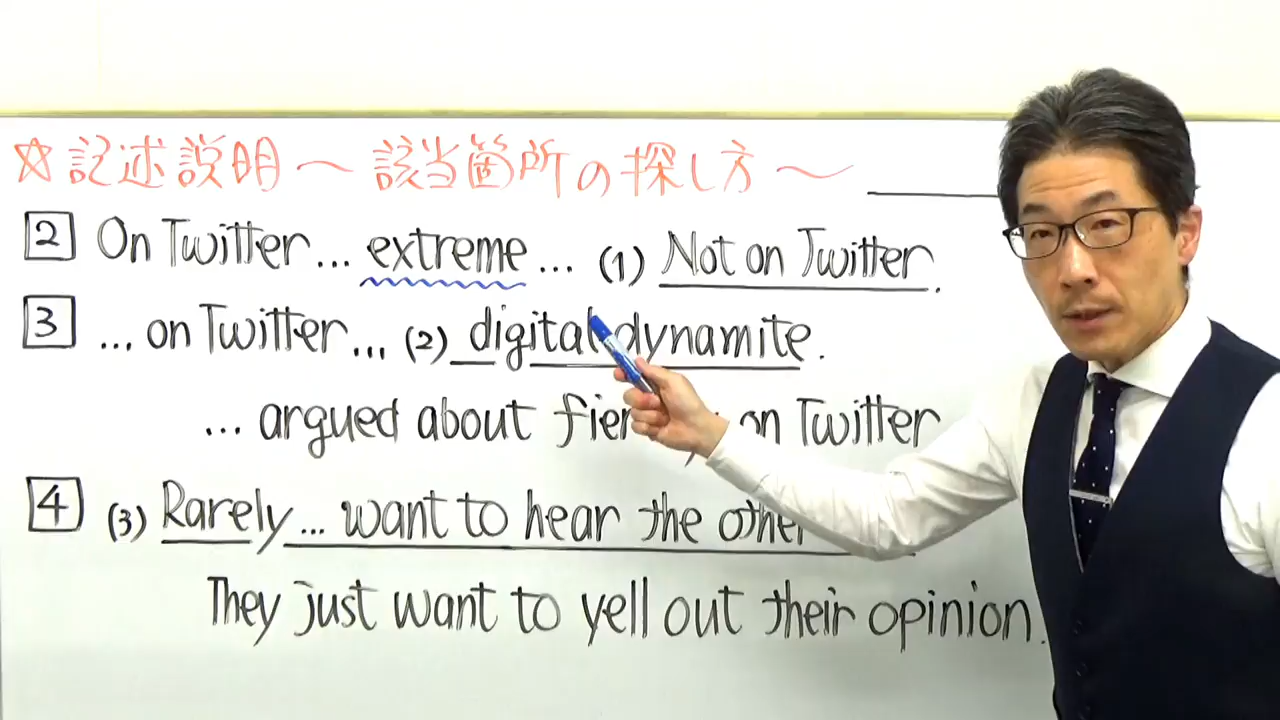 ☆記述説明〜該当箇所の探し方〜
2 On Twitter... extreme... (1) Not on Twitter.
3 ... on Twitter... (2) digital dynamite.
... argued about on Twitter
4 (3) Rarely... want to hear the other
They just want to yell out their opinion.